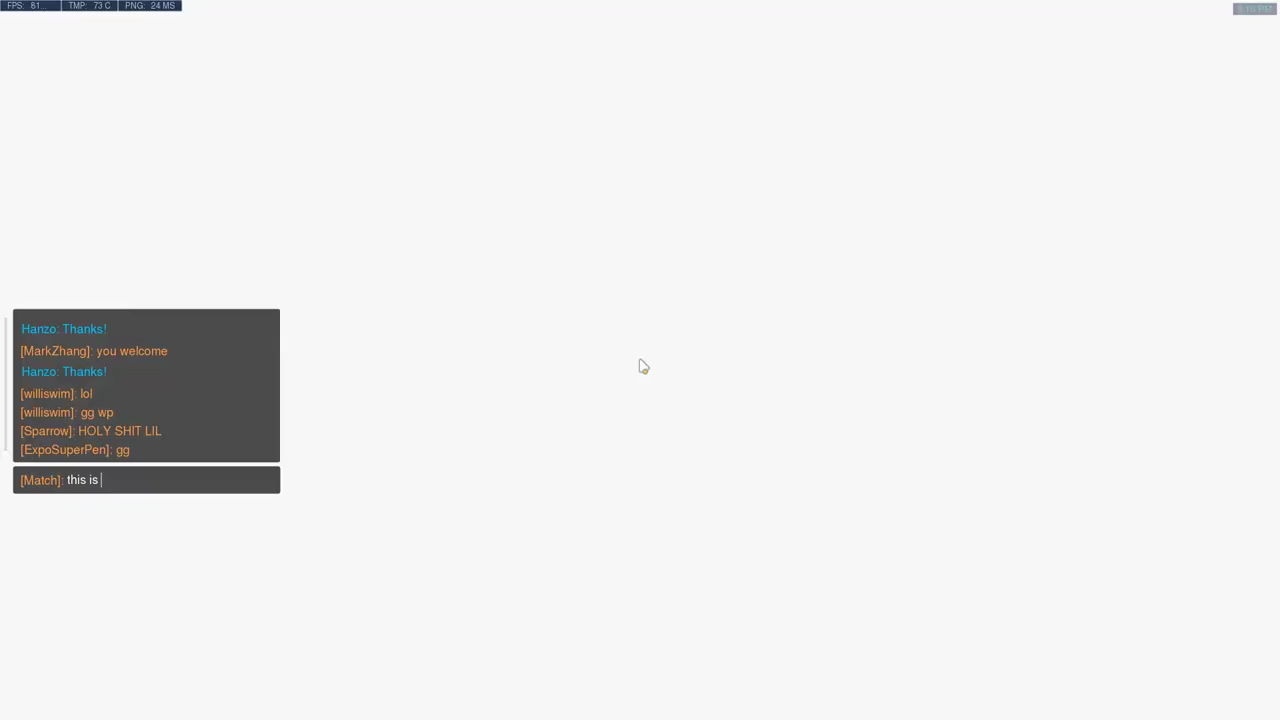 FPS: 81... TMP: 73 C PNG: 24 MS
Hanzo: Thanks!
[MarkZhang]: you welcome
Hanzo: Thanks!
[williswim]: lol
[williswim]: gg wp
[Sparrow]: HOLY SHIT LIL
[ExpoSuperPen]: gg
[Match]: this is